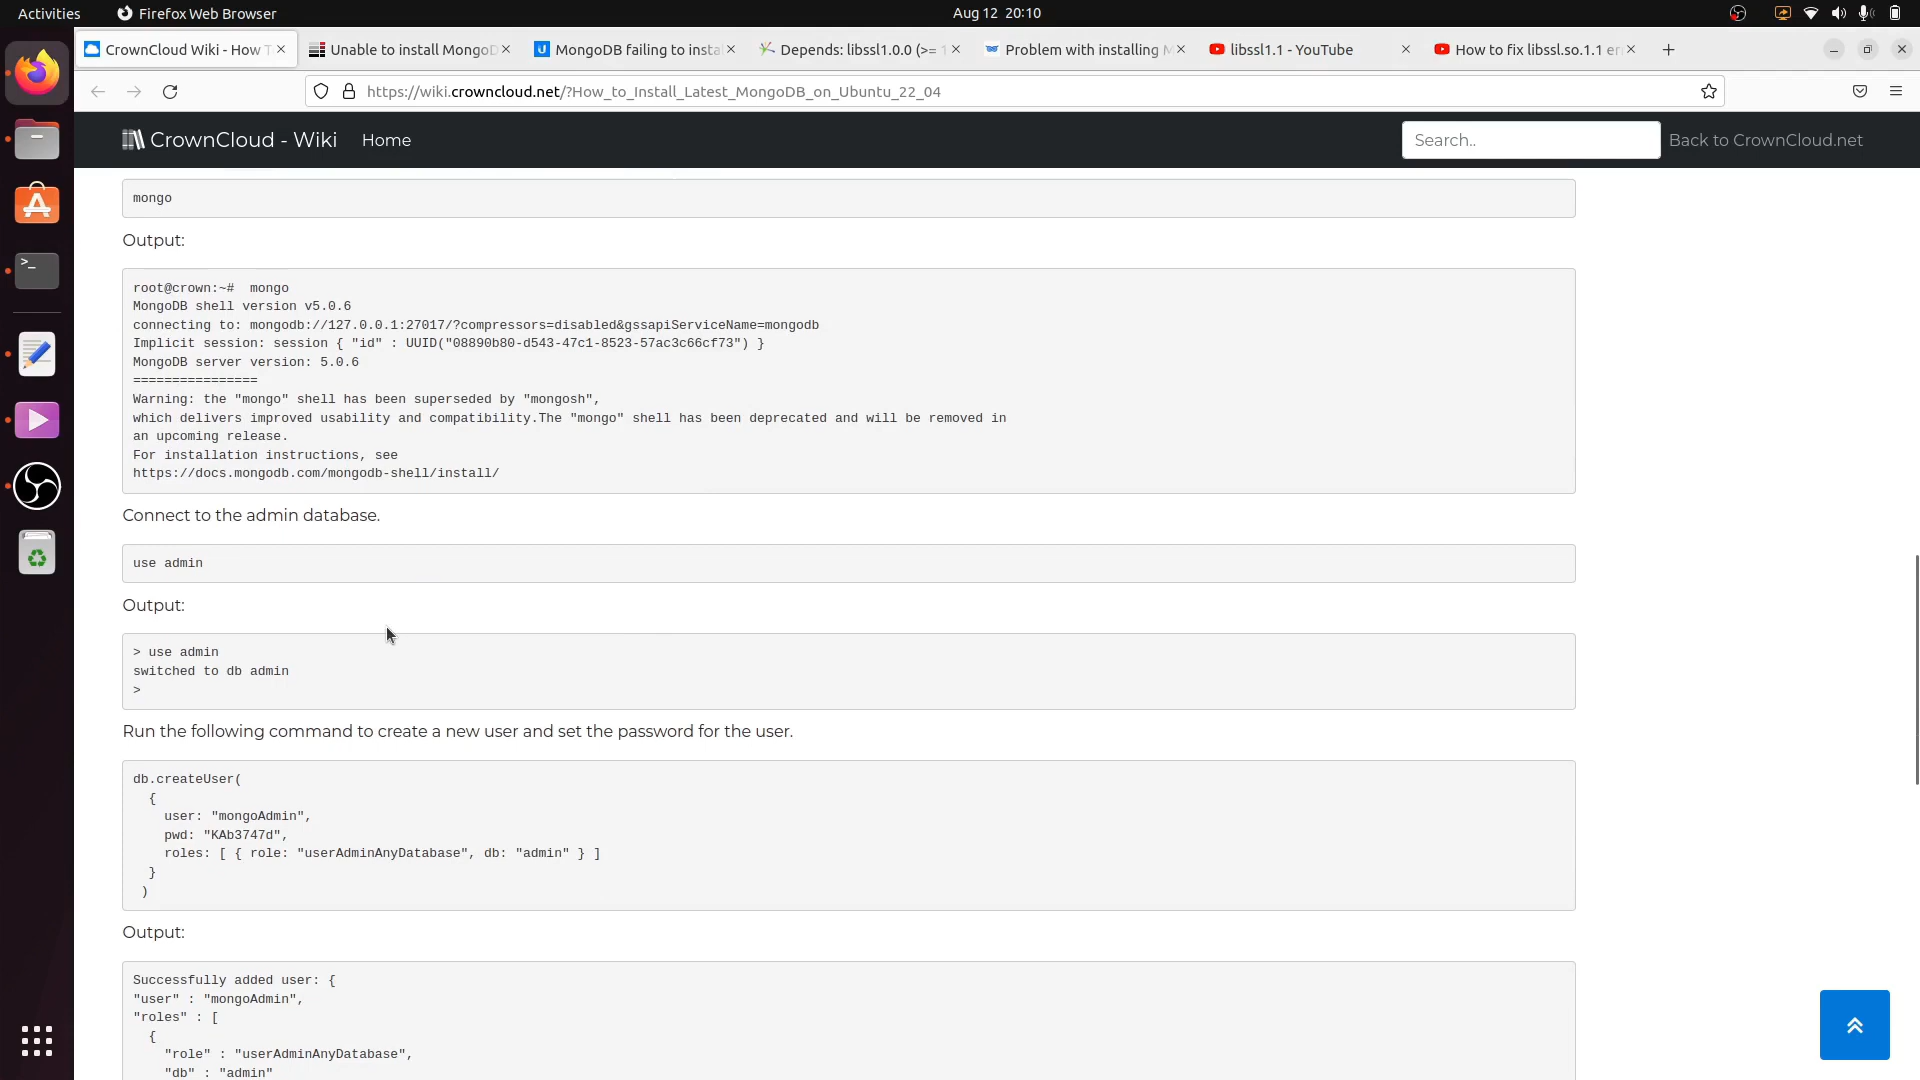 Activities
Firefox Web Browser
Aug 12 20:10
CrownCloud Wiki - How T
Unable to install MongoD
MongoDB failing to insta
Depends: libssl1.0.0 (>= 1
Problem with installing M
libssl1.1 - YouTube
How to fix libssl.so.1.1 er
https://wiki.crowncloud.net/?How_to_Install_Latest_MongoDB_on_Ubuntu_22_04
CrownCloud - Wiki
Home
Search..
Back to CrownCloud.net
mongo
Output:
root@crown:~#  mongo
MongoDB shell version v5.0.6
connecting to: mongodb://127.0.0.1:27017/?compressors=disabled&gssapiServiceName=mongodb
Implicit session: session { "id" : UUID("08890b80-d543-47c1-8523-57ac3c66cf73") }
MongoDB server version: 5.0.6
================
Warning: the "mongo" shell has been superseded by "mongosh",
which delivers improved usability and compatibility.The "mongo" shell has been deprecated and will be removed in
an upcoming release.
For installation instructions, see
https://docs.mongodb.com/mongodb-shell/install/
Connect to the admin database.
use admin
Output:
> use admin
switched to db admin
>
Run the following command to create a new user and set the password for the user.
db.createUser(
{
user: "mongoAdmin",
pwd: "KAb3747d",
roles: [ { role: "userAdminAnyDatabase", db: "admin" } ]
}
)
Output:
Successfully added user: {
"user" : "mongoAdmin",
"roles" : [
{
"role" : "userAdminAnyDatabase",
"db" : "admin"